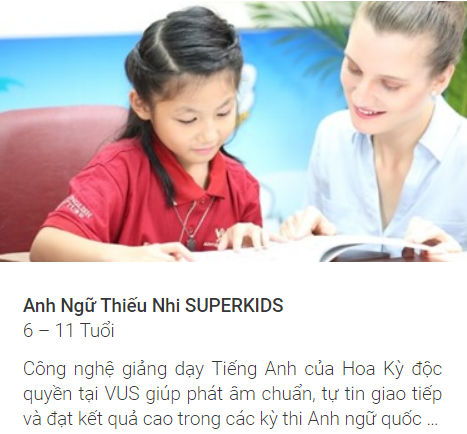 Anh Ngữ Thiếu Nhi SUPERKIDS
6 – 11 Tuổi
Công nghệ giảng dạy Tiếng Anh của Hoa Kỳ độc
quyền tại VUS giúp phát âm chuẩn, tự tin giao tiếp
và đạt kết quả cao trong các kỳ thi Anh ngữ quốc ...